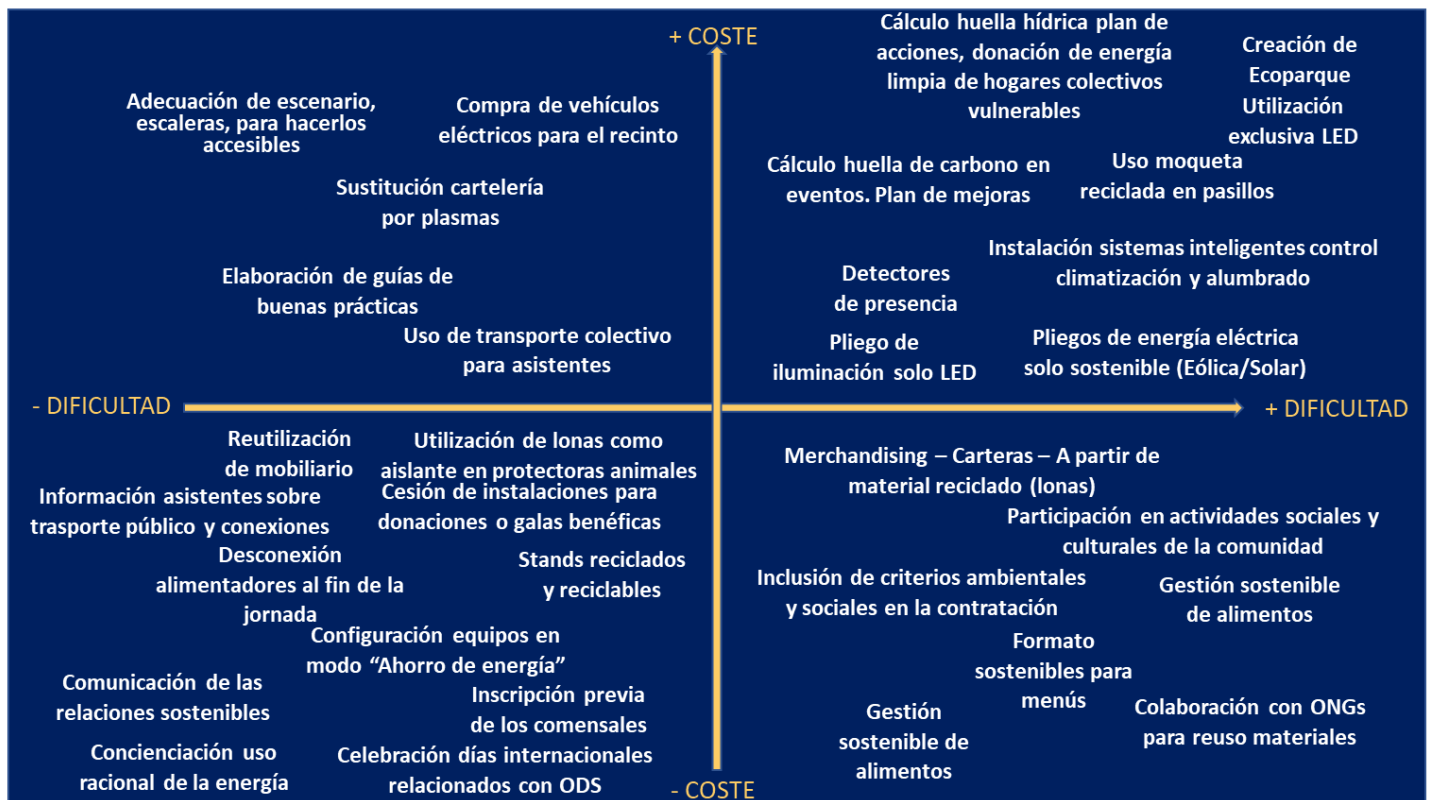 + COSTE
Adecuación de escenario,
escaleras, para hacerlos
accesibles
Compra de vehículos
eléctricos para el recinto
Sustitución cartelería
por plasmas
Elaboración de guías de
buenas prácticas
Uso de transporte colectivo
para asistentes
Cálculo huella hídrica plan de
acciones, donación de energía
limpia de hogares colectivos
vulnerables
Creación de
Ecoparque
Utilización
exclusiva LED
Cálculo huella de carbono en
eventos. Plan de mejoras
Uso moqueta
reciclada en pasillos
Instalación sistemas inteligentes control
climatización y alumbrado
Detectores
de presencia
Pliego de
iluminación solo LED
Pliegos de energía eléctrica
solo sostenible (Eólica/Solar)
- DIFICULTAD
+ DIFICULTAD
Reutilización
de mobiliario
Utilización de lonas como
aislante en protectoras animales
Información asistentes sobre
trasporte público y conexiones
Cesión de instalaciones para
donaciones o galas benéficas
Desconexión
alimentadores al fin de la
jornada
Stands reciclados
y reciclables
Configuración equipos en
modo “Ahorro de energía”
Comunicación de las
relaciones sostenibles
Inscripción previa
de los comensales
Concienciación uso
racional de la energía
Celebración días internacionales
relacionados con ODS
Merchandising – Carteras – A partir de
material reciclado (lonas)
Participación en actividades sociales y
culturales de la comunidad
Inclusión de criterios ambientales
y sociales en la contratación
Gestión sostenible
de alimentos
Formato
sostenibles para
menús
Gestión
sostenible de
alimentos
Colaboración con ONGs
para reuso materiales
- COSTE